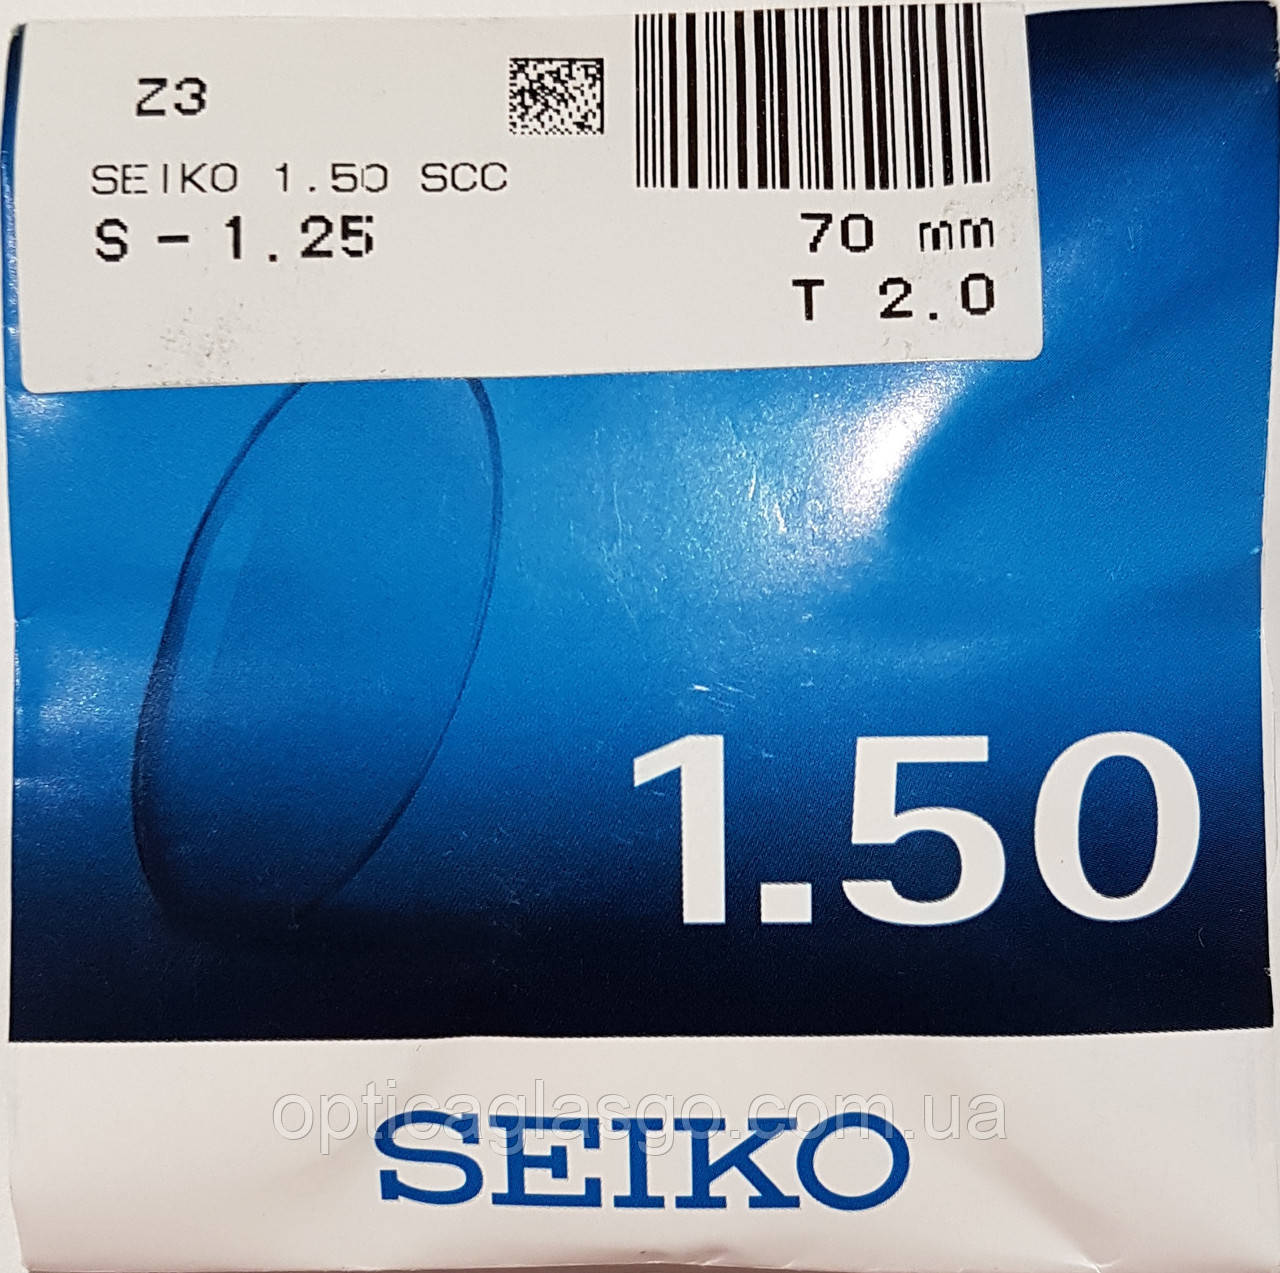 Z3
SEIKO 1.50 SCC
S - 1.25
70 mm
T 2.0
1.50
opticaglasgo.com.ua
SEIKO